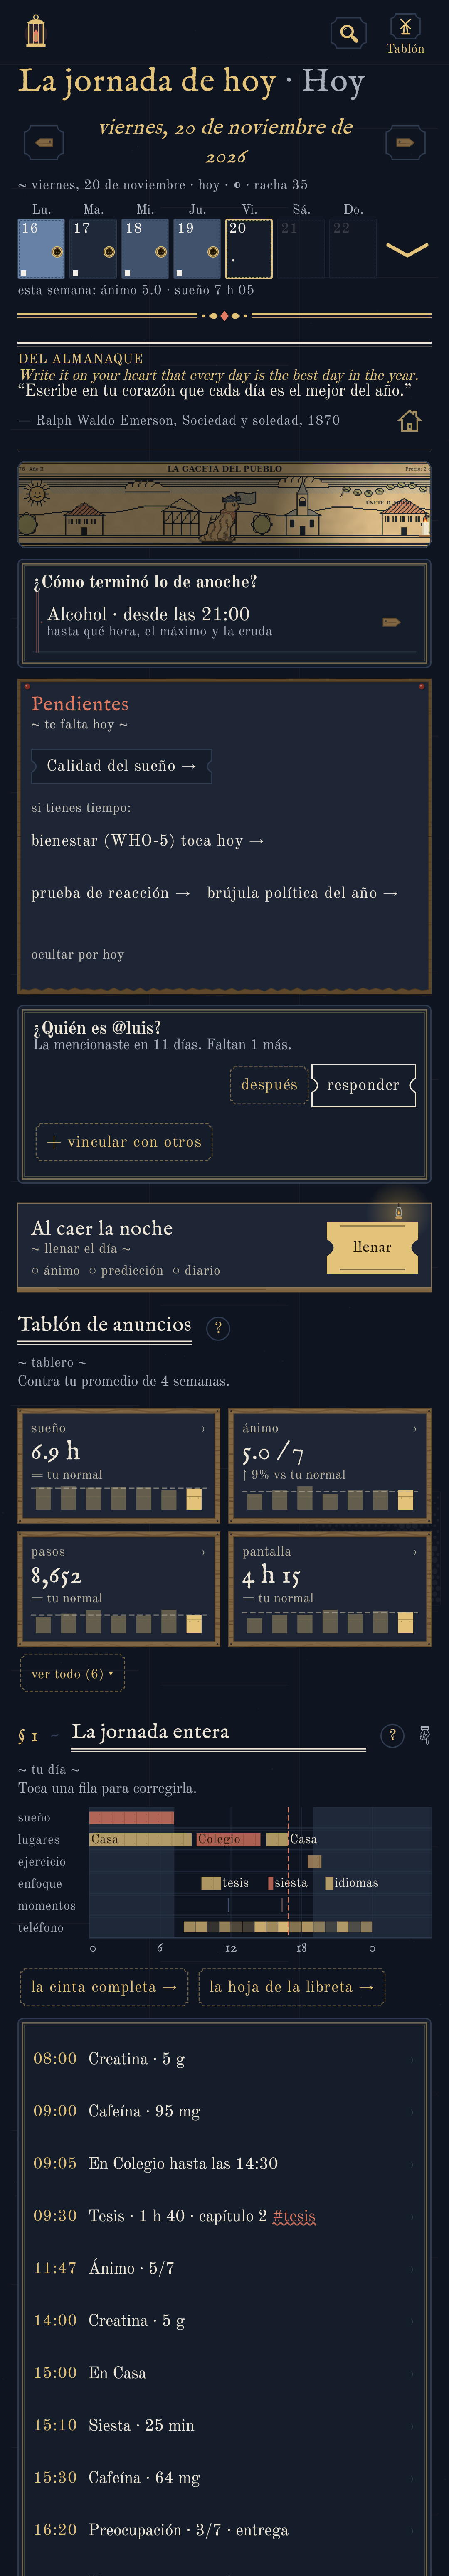 Tablón
La jornada de hoy · Hoy
viernes, 20 de noviembre de
2026
~ viernes, 20 de noviembre · hoy · racha 35
Lu. Ma. Mi. Ju. Vi. Sá. Do.
16 17 18 19 20 21 22
esta semana: ánimo 5.0 · sueño 7 h 05
DEL ALMANAQUE
Write it on your heart that every day is the best day in the year.
“Escribe en tu corazón que cada día es el mejor del año.”
— Ralph Waldo Emerson, Sociedad y soledad, 1870
Año II LA GACETA DEL PUEBLO Precio: 2
UNETE O
¿Cómo terminó lo de anoche?
Alcohol · desde las 21:00
hasta qué hora, el máximo y la cruda
Pendientes
~ te falta hoy ~
Calidad del sueño →
si tienes tiempo:
bienestar (WHO-5) toca hoy →
prueba de reacción → brújula política del año →
ocultar por hoy
¿Quién es @luis?
La mencionaste en 11 días. Faltan 1 más.
después responder
+ vincular con otros
Al caer la noche
~ llenar el día ~
○ ánimo ○ predicción ○ diario
llenar
Tablón de anuncios ?
~ tablero ~
Contra tu promedio de 4 semanas.
sueño › ánimo ›
6.9 h 5.0 / 7
= tu normal ↑ 9% vs tu normal
pasos › pantalla ›
8,652 4 h 15
= tu normal = tu normal
ver todo (6) ▾
§ 1 ~ La jornada entera ?
~ tu día ~
Toca una fila para corregirla.
sueño
lugares Casa Colegio Casa
ejercicio
enfoque tesis siesta idiomas
momentos
teléfono
0 6 12 18 0
la cinta completa → la hoja de la libreta →
08:00 Creatina · 5 g ›
09:00 Cafeína · 95 mg ›
09:05 En Colegio hasta las 14:30 ›
09:30 Tesis · 1 h 40 · capítulo 2 #tesis ›
11:47 Ánimo · 5/7 ›
14:00 Creatina · 5 g ›
15:00 En Casa ›
15:10 Siesta · 25 min ›
15:30 Cafeína · 64 mg ›
16:20 Preocupación · 3/7 · entrega ›